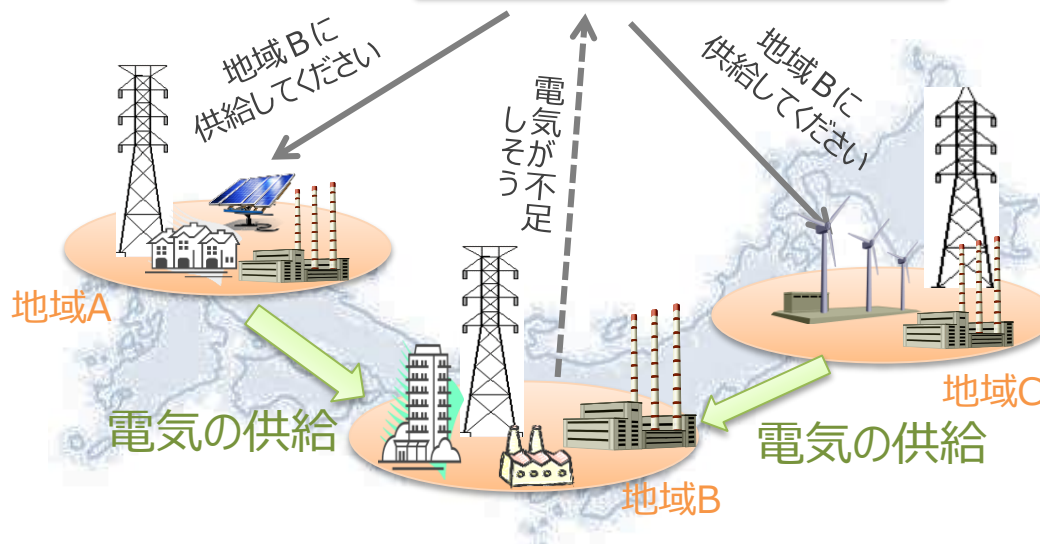 地域Bに
供給してください
電気が不足
しそう
地域Bに
供給してください
地域A
地域C
電気の供給
電気の供給
地域B